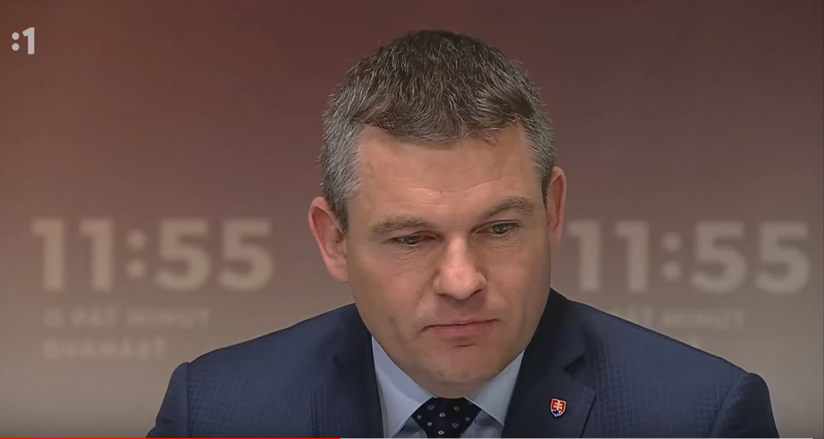 :1
11:55
O PÄŤ MINÚT
DVANÁSŤ
11:55